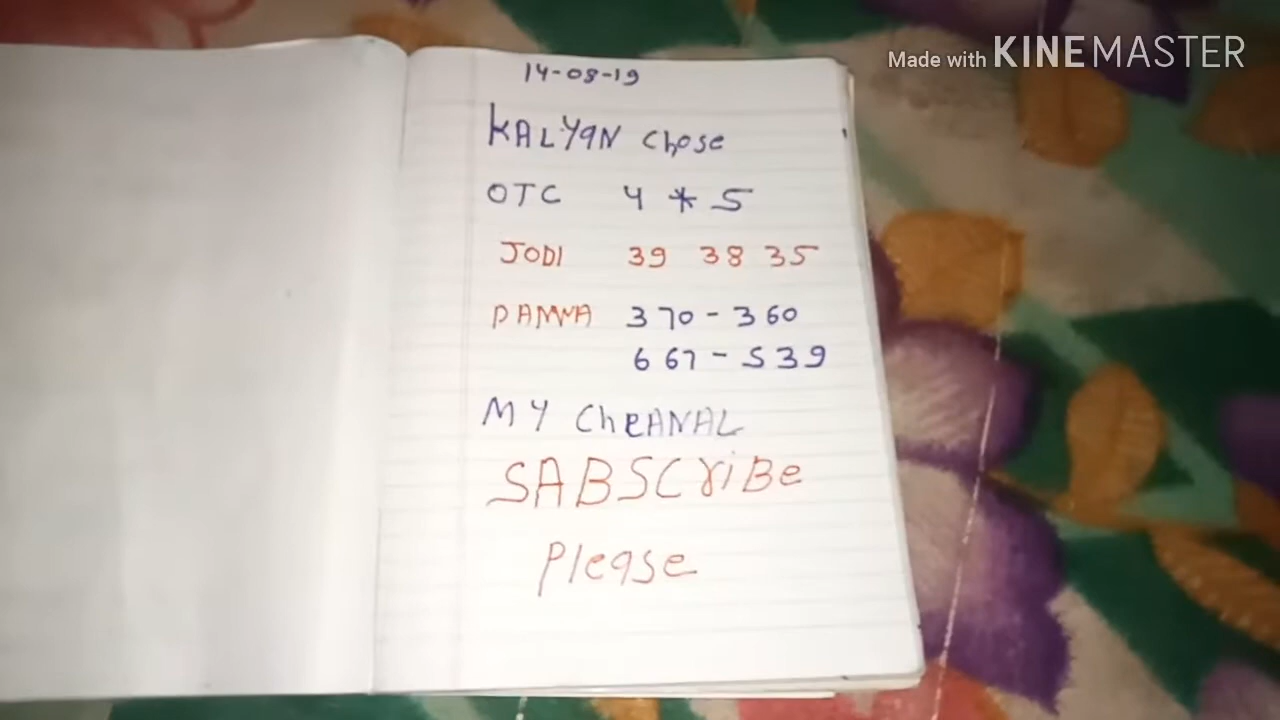 Made with KINEMASTER
14-08-19
KALYAN Chose
OTC 4 * 5
JODI 39 38 35
PANNA 370 - 360
667 - 539
MY CheANAL
SABSCriBe
Please